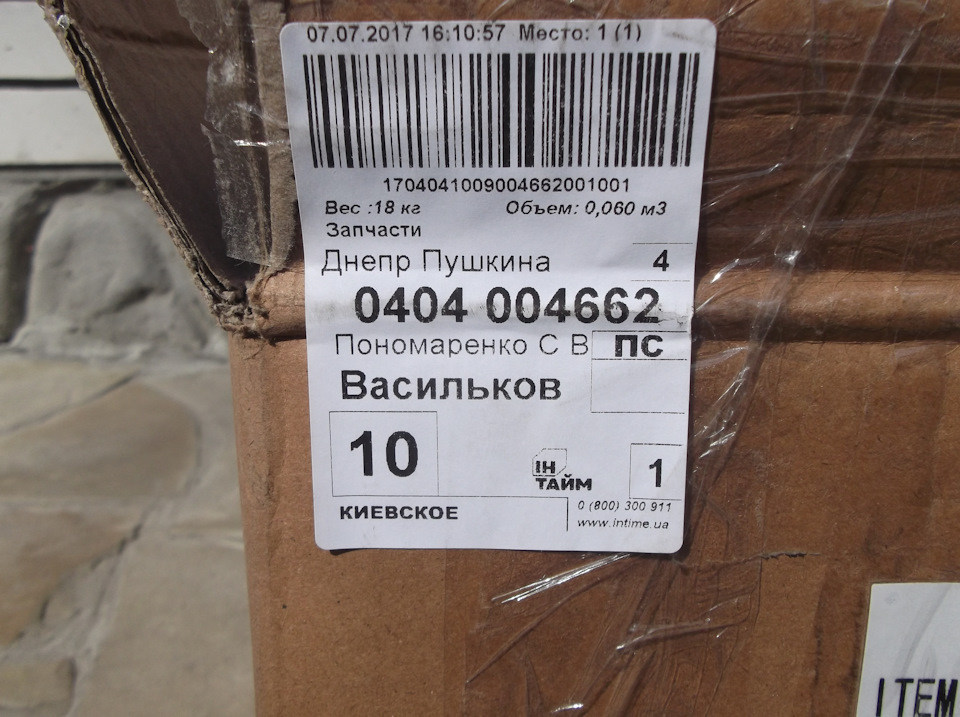 07.07.2017 16:10:57 Место: 1 (1)
1704041009004662001001
Вес :18 кг Объем: 0,060 м3
Запчасти
Днепр Пушкина 4
0404 004662
Пономаренко С В ПС
Васильков
10
ІН ТАЙМ
1
КИЕВСКОЕ
0 (800) 300 911
www.intime.ua
ITEM